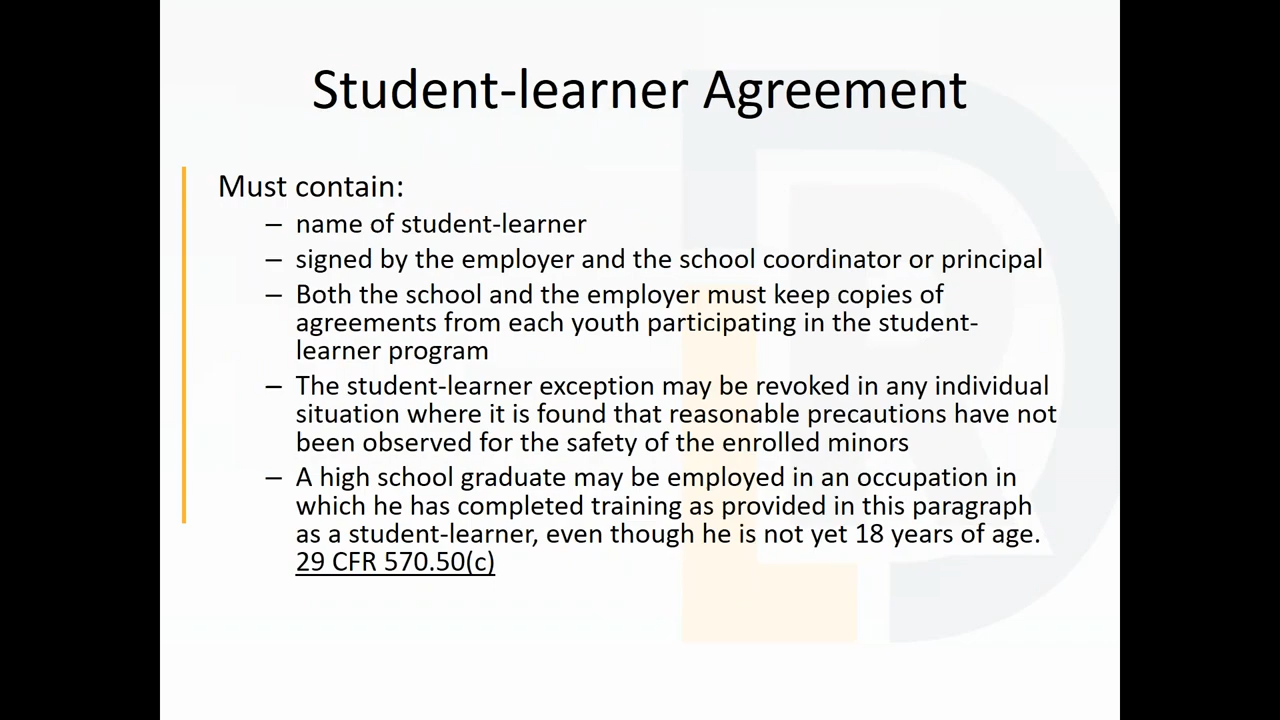 Student-learner Agreement
Must contain:
– name of student-learner
– signed by the employer and the school coordinator or principal
– Both the school and the employer must keep copies of
agreements from each youth participating in the student-
learner program
– The student-learner exception may be revoked in any individual
situation where it is found that reasonable precautions have not
been observed for the safety of the enrolled minors
– A high school graduate may be employed in an occupation in
which he has completed training as provided in this paragraph
as a student-learner, even though he is not yet 18 years of age.
29 CFR 570.50(c)